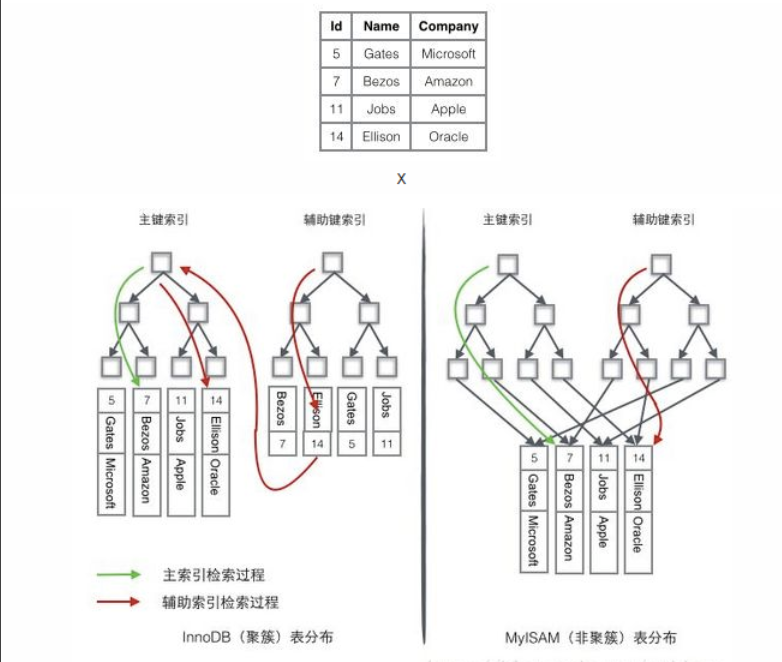 Id Name Company
5 Gates Microsoft
7 Bezos Amazon
11 Jobs Apple
14 Ellison Oracle
X
主键索引 辅助键索引 主键索引 辅助键索引
5 7 11 14
Gates Bezos Jobs Ellison
Microsoft Amazon Apple Oracle
Bezos Ellison Gates Jobs
7 14 5 11
5 7 11 14
Gates Bezos Jobs Ellison
Microsoft Amazon Apple Oracle
主索引检索过程
辅助索引检索过程
InnoDB（聚簇）表分布 MyISAM（非聚簇）表分布